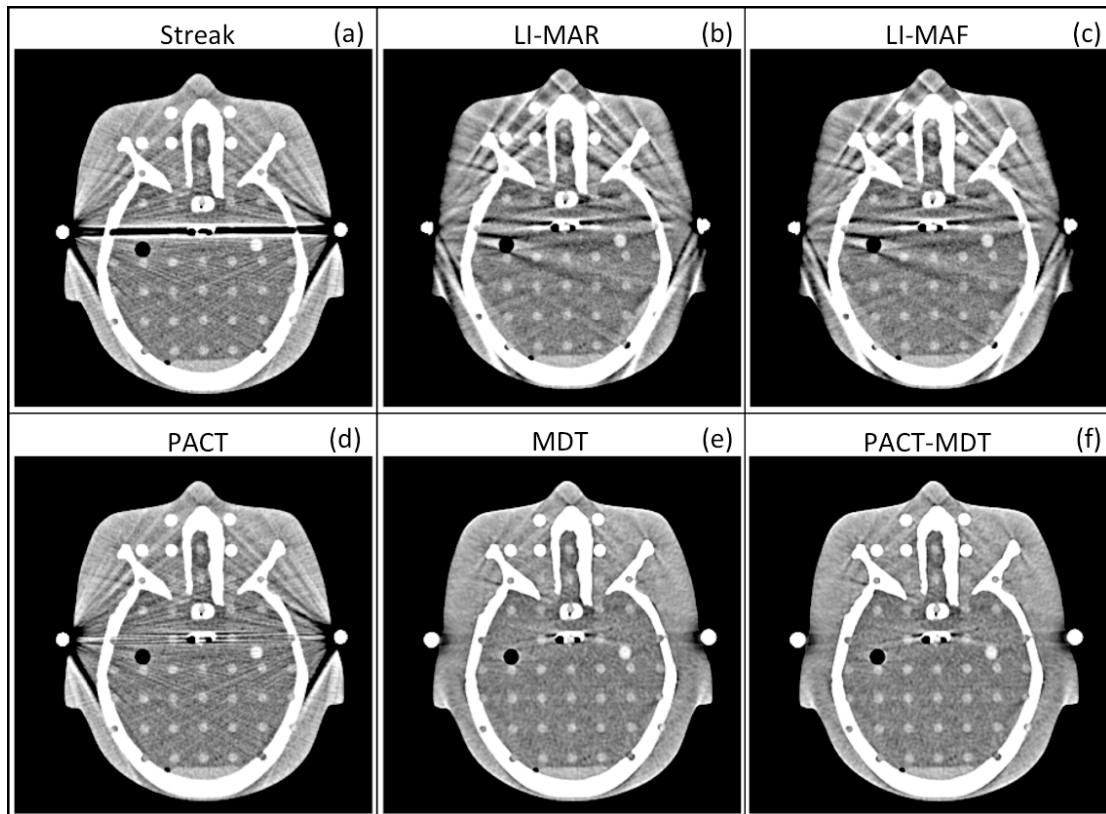 Streak (a)
LI-MAR (b)
LI-MAF (c)
PACT (d)
MDT (e)
PACT-MDT (f)